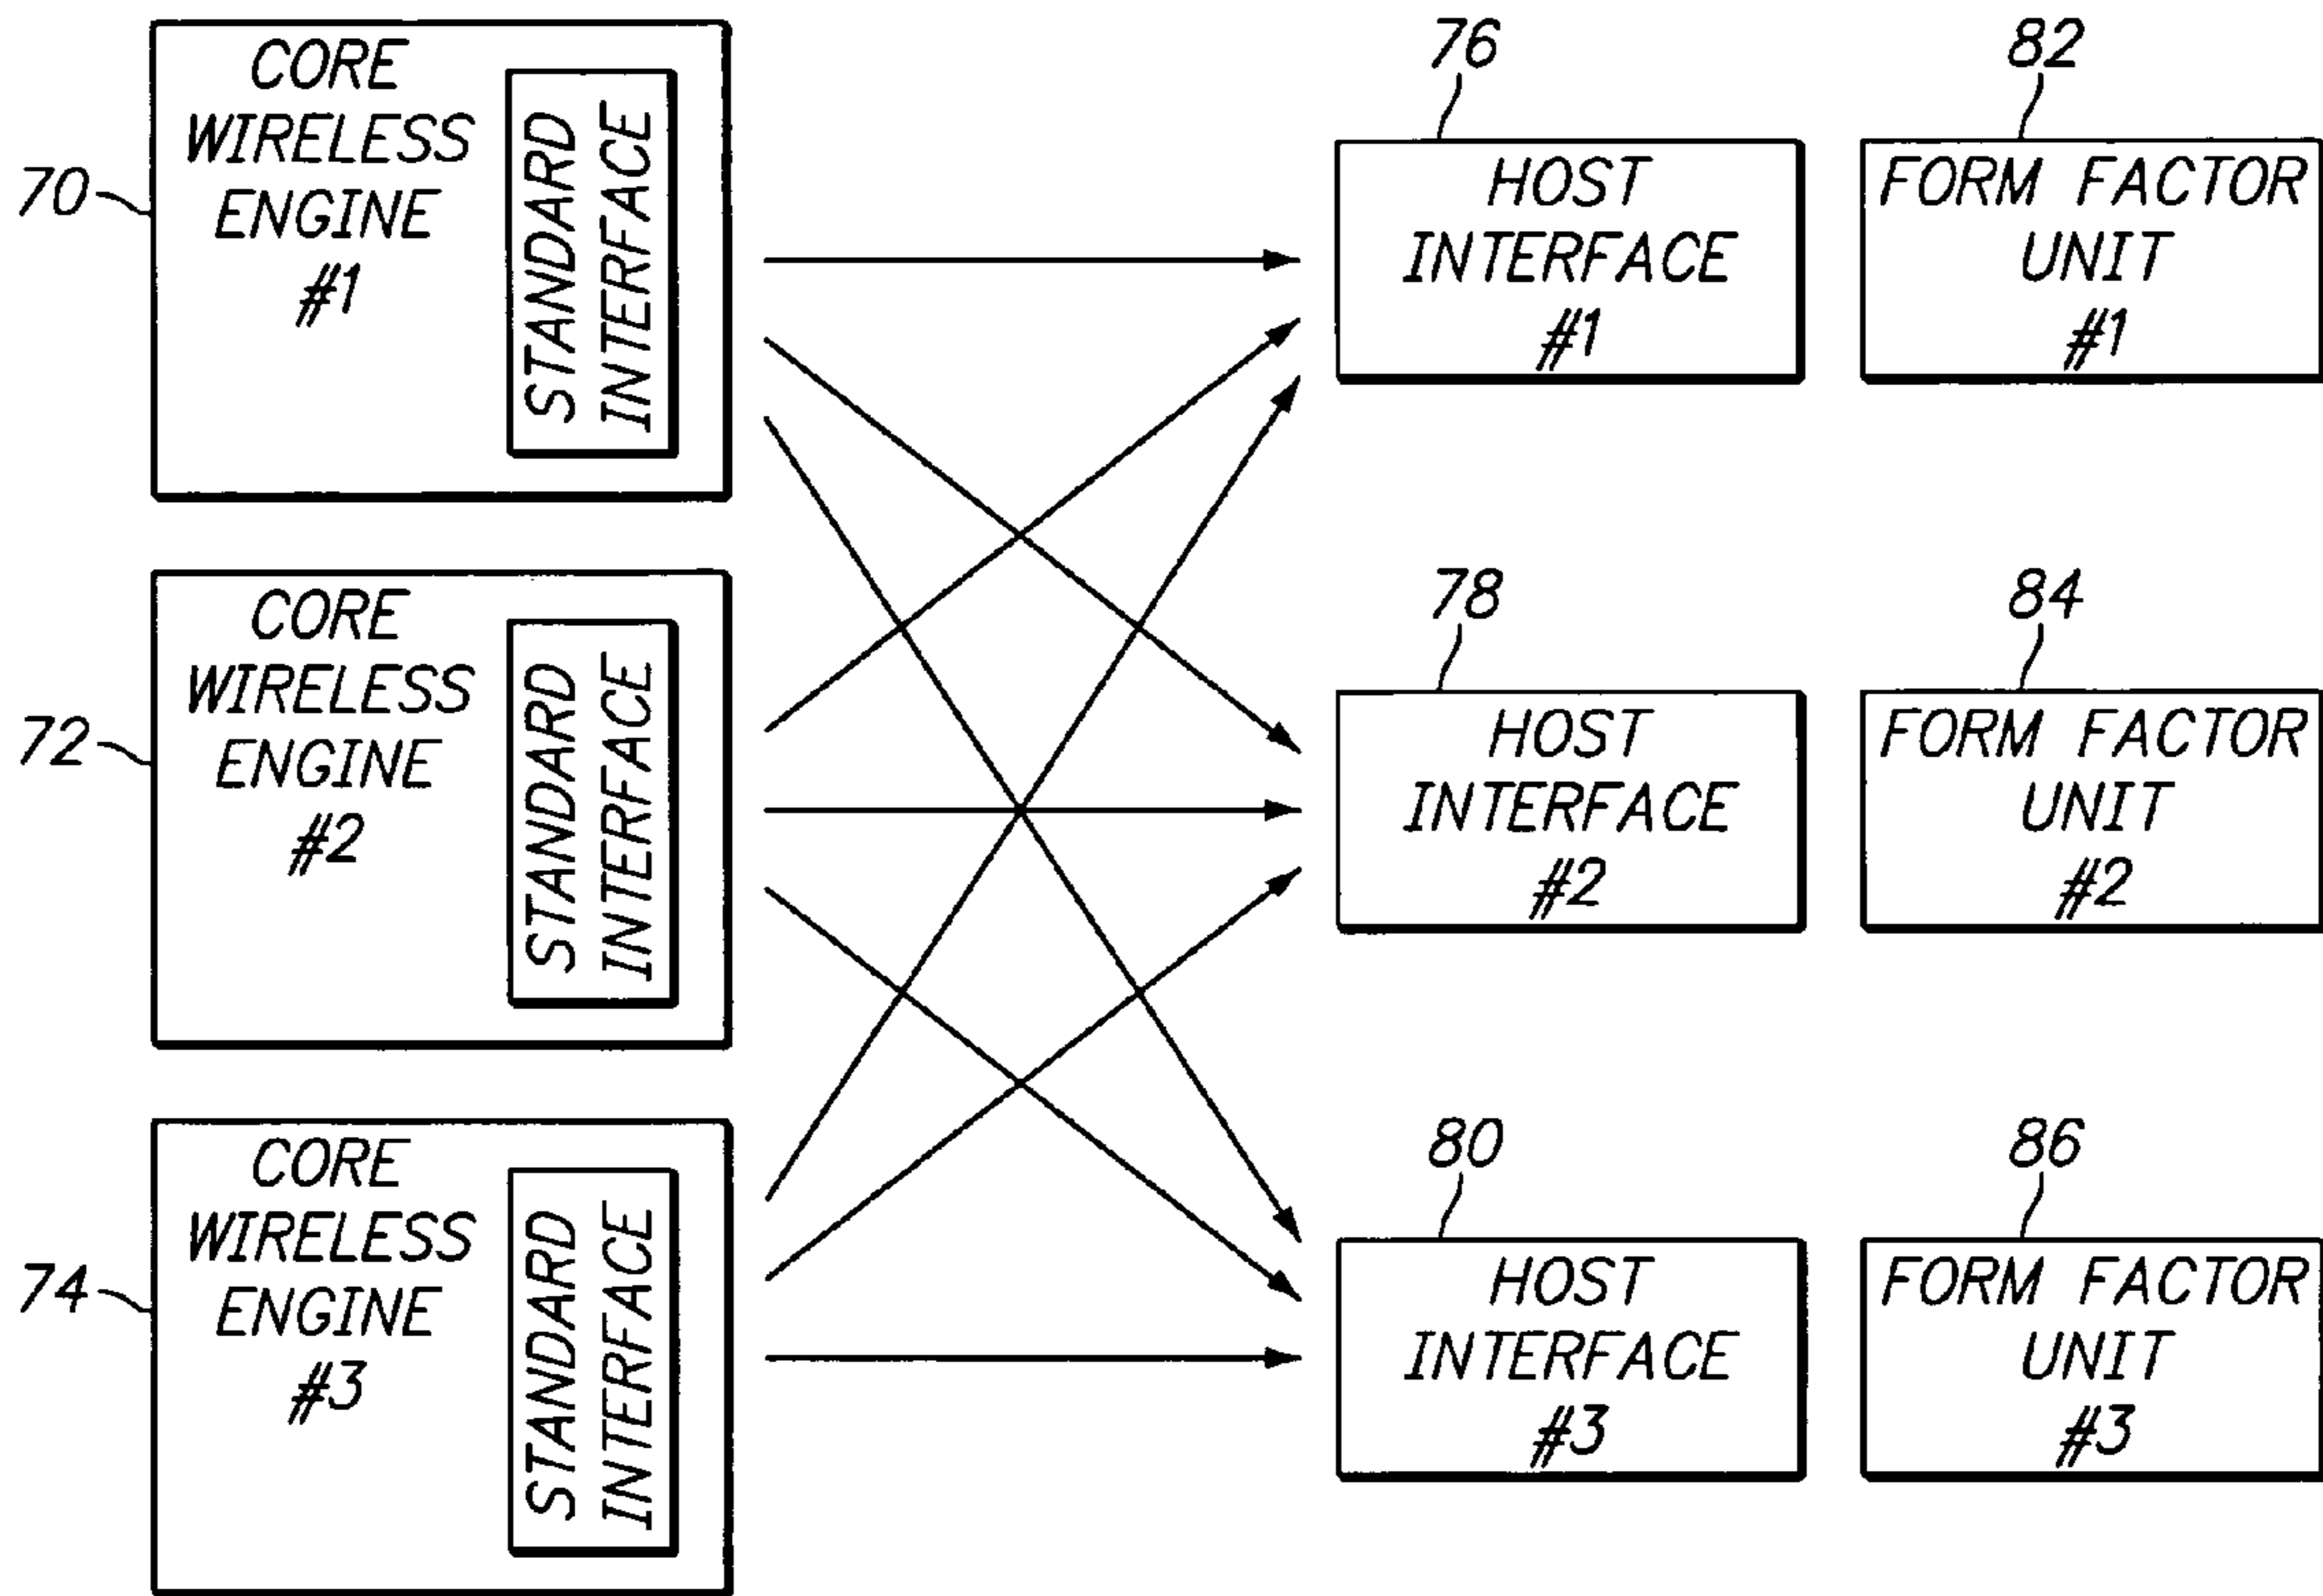 70
CORE
WIRELESS
ENGINE
#1
STANDARD
INTERFACE
76
HOST
INTERFACE
#1
82
FORM FACTOR
UNIT
#1
72
CORE
WIRELESS
ENGINE
#2
STANDARD
INTERFACE
78
HOST
INTERFACE
#2
84
FORM FACTOR
UNIT
#2
74
CORE
WIRELESS
ENGINE
#3
STANDARD
INTERFACE
80
HOST
INTERFACE
#3
86
FORM FACTOR
UNIT
#3